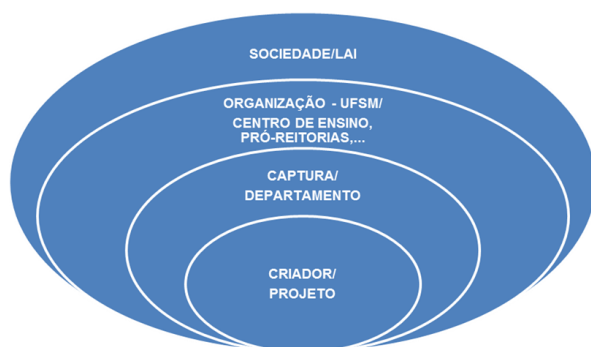 SOCIEDADE/LAI
ORGANIZAÇÃO - UFSM/
CENTRO DE ENSINO,
PRÓ-REITORIAS,...
CAPTURA/
DEPARTAMENTO
CRIADOR/
PROJETO